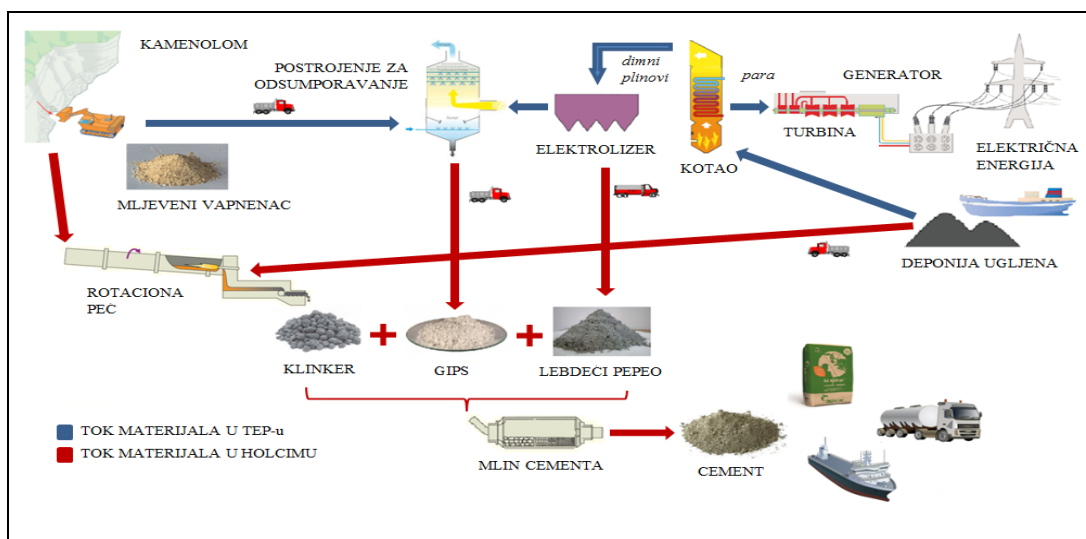 KAMENOLOM
POSTROJENJE ZA
ODSUMPORAVANJE
dimni
plinovi
para
GENERATOR
TURBINA
ELEKTROLIZER
KOTAO
ELEKTRIČNA
ENERGIJA
MLJEVENI VAPNENAC
DEPONIJA UGLJENA
ROTACIONA
PEĆ
KLINKER
GIPS
LEBDEĆI PEPEO
TOK MATERIJALA U TEP-u
TOK MATERIJALA U HOLCIMU
MLIN CEMENTA
CEMENT